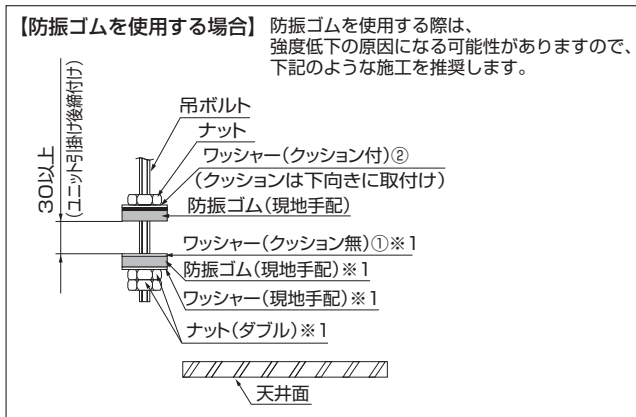 【防振ゴムを使用する場合】 防振ゴムを使用する際は、
強度低下の原因になる可能性がありますので、
下記のような施工を推奨します。
吊ボルト
ナット
ワッシャー(クッション付)②
(クッションは下向きに取付け)
防振ゴム(現地手配)
30以上
(ユニット引掛け後締付け)
ワッシャー(クッション無)①※1
防振ゴム(現地手配)※1
ワッシャー(現地手配)※1
ナット(ダブル)※1
天井面